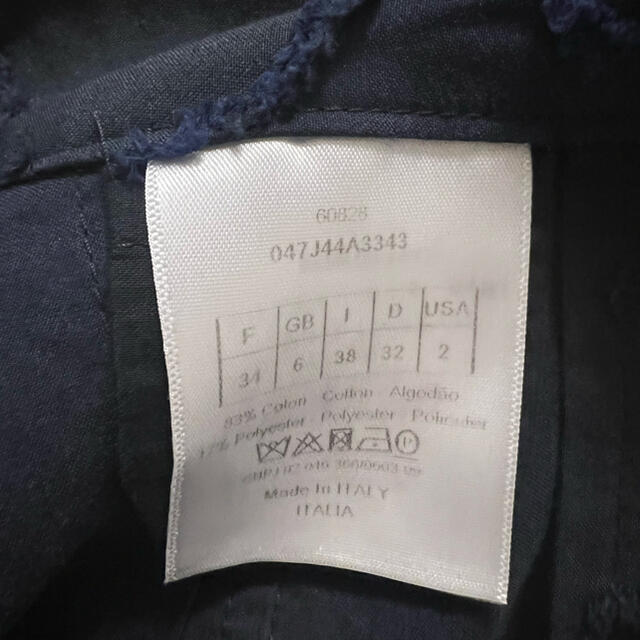 60828
047J44A3343
F GB I D USA
34 6 38 32 2
83% Coton Cotton Algodão
17% Polyester Polyester Poliester
Made In ITALY
ITALIA